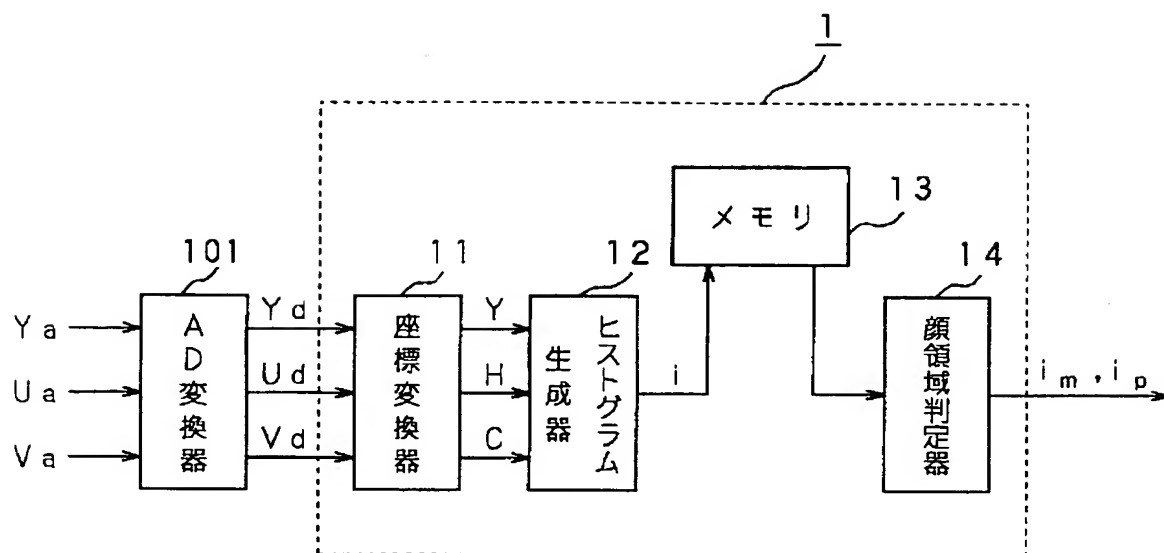 1
メモリ
13
101
11
12
14
Ya
Ua
Va
AD変換器
Yd
Ud
Vd
座標変換器
Y
H
C
ヒストグラム
生成器
i
顔領域判定器
im, ip